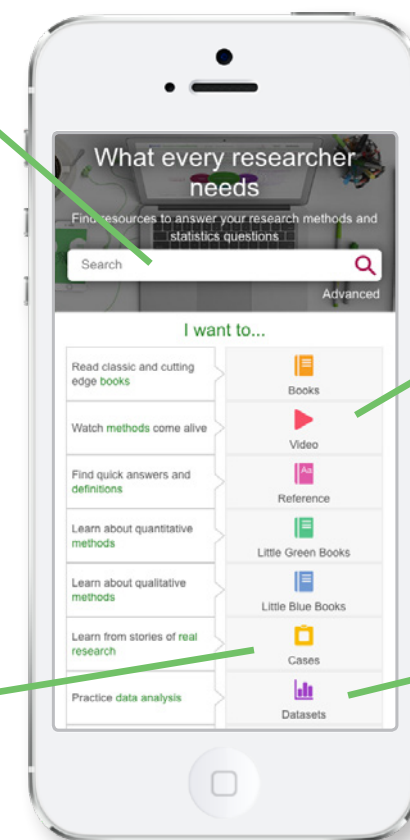 What every researcher
needs
Find resources to answer your research methods and
statistics questions
Search
Advanced
I want to...
Read classic and cutting
edge books
Books
Watch methods come alive
Video
Find quick answers and
definitions
Aa
Reference
Learn about quantitative
methods
Little Green Books
Learn about qualitative
methods
Little Blue Books
Learn from stories of real
research
Cases
Practice data analysis
Datasets